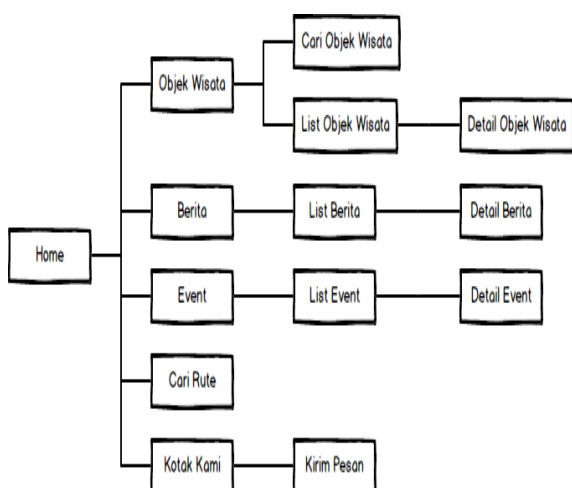 Cari Objek Wisata
Objek Wisata
List Objek Wisata
Detail Objek Wisata
Berita
List Berita
Detail Berita
Home
Event
List Event
Detail Event
Cari Rute
Kotak Kami
Kirim Pesan